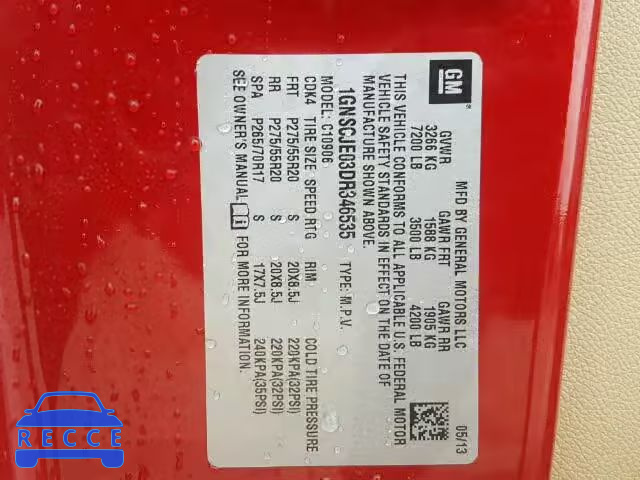 GM
MFD BY GENERAL MOTORS LLC 05/13
GVWR GAWR FRT GAWR RR
3266 KG 1588 KG 1905 KG
7200 LB 3500 LB 4200 LB
THIS VEHICLE CONFORMS TO ALL APPLICABLE U.S. FEDERAL MOTOR
VEHICLE SAFETY STANDARDS IN EFFECT ON THE DATE OF
MANUFACTURE SHOWN ABOVE.
1GNSCJE03DR346535 TYPE: M.P.V.
MODEL: C10906
CDK4 TIRE SIZE SPEED RTG RIM COLD TIRE PRESSURE
FRT P275/55R20 S 20X8.5J 220KPA(32PSI)
RR P275/55R20 S 20X8.5J 220KPA(32PSI)
SPA P265/70R17 S 17X7.5J 240KPA(35PSI)
SEE OWNER'S MANUAL FOR MORE INFORMATION.
RECCE